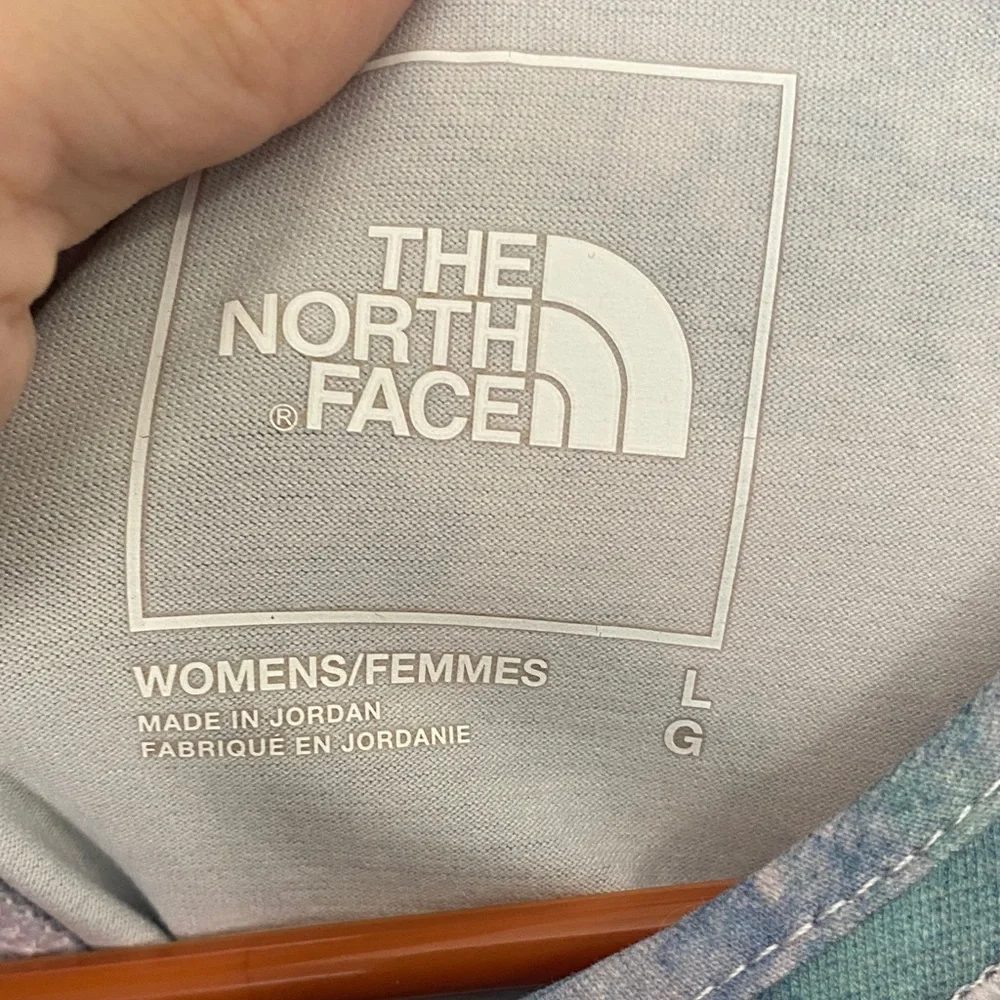 THE
NORTH
® FACE
WOMENS/FEMMES
MADE IN JORDAN
FABRIQUÉ EN JORDANIE
L
G